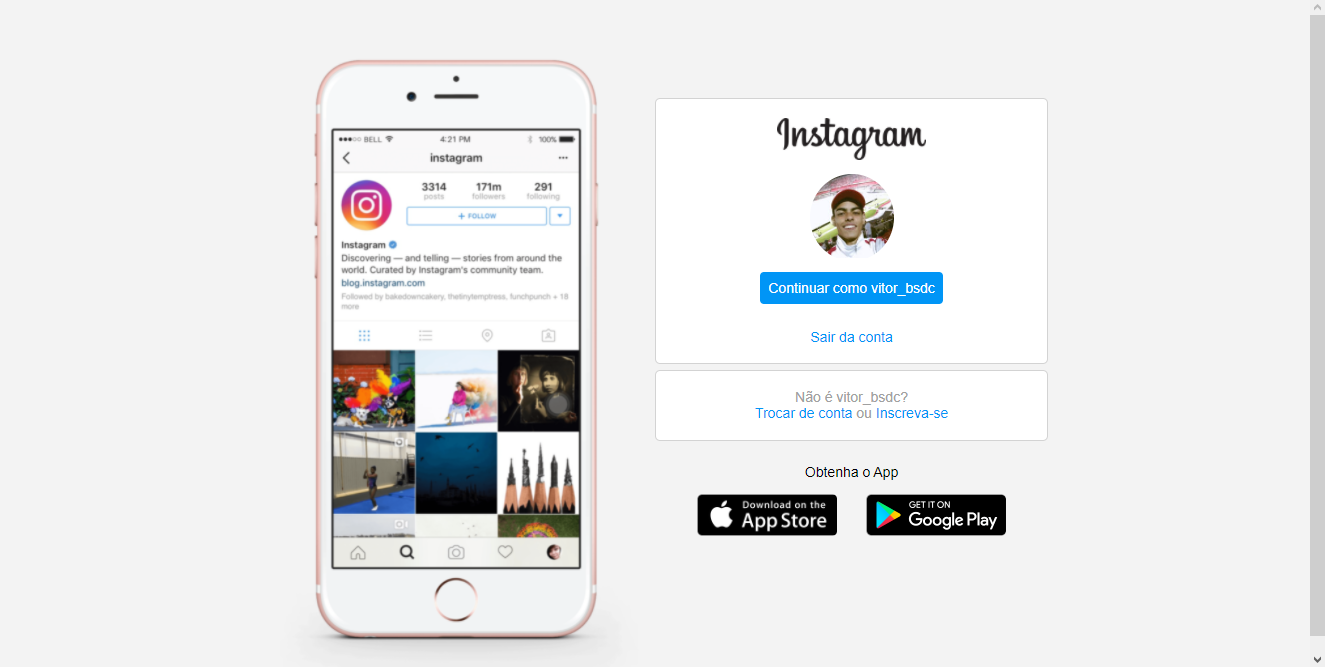 BELL
4:21 PM
100%
instagram
3314
171m
291
posts
followers
following
+ FOLLOW
Instagram
Discovering — and telling — stories from around the
world. Curated by Instagram's community team.
blog.instagram.com
Followed by bakedowncakery, thetinytemptress, funchpunch + 18
more
Instagram
Continuar como vitor_bsdc
Sair da conta
Não é vitor_bsdc?
Trocar de conta ou Inscreva-se
Obtenha o App
Download on the
App Store
GET IT ON
Google Play